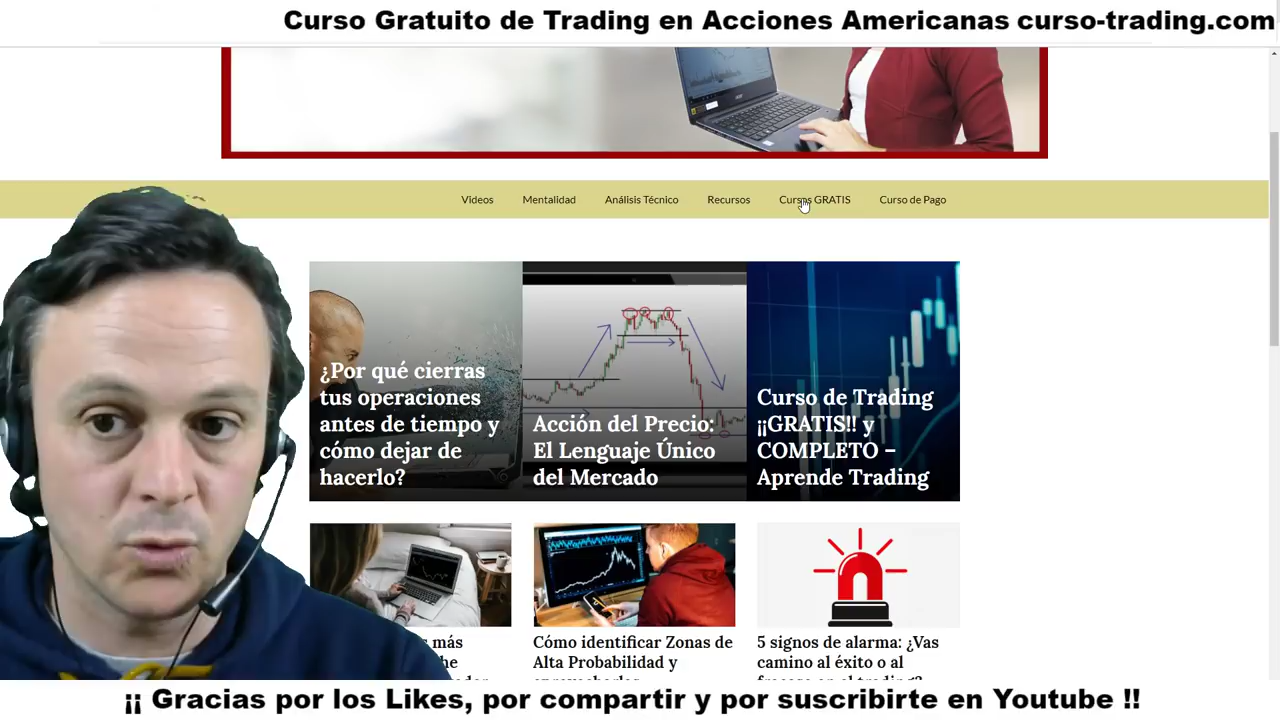 Curso Gratuito de Trading en Acciones Americanas curso-trading.com
Videos
Mentalidad
Análisis Técnico
Recursos
Cursos GRATIS
Curso de Pago
¿Por qué cierras
tus operaciones
antes de tiempo y
cómo dejar de
hacerlo?
Acción del Precio:
El Lenguaje Único
del Mercado
Curso de Trading
¡¡GRATIS!! y
COMPLETO –
Aprende Trading
más
Cómo identificar Zonas de
Alta Probabilidad y
5 signos de alarma: ¿Vas
camino al éxito o al
¡¡ Gracias por los Likes, por compartir y por suscribirte en Youtube !!